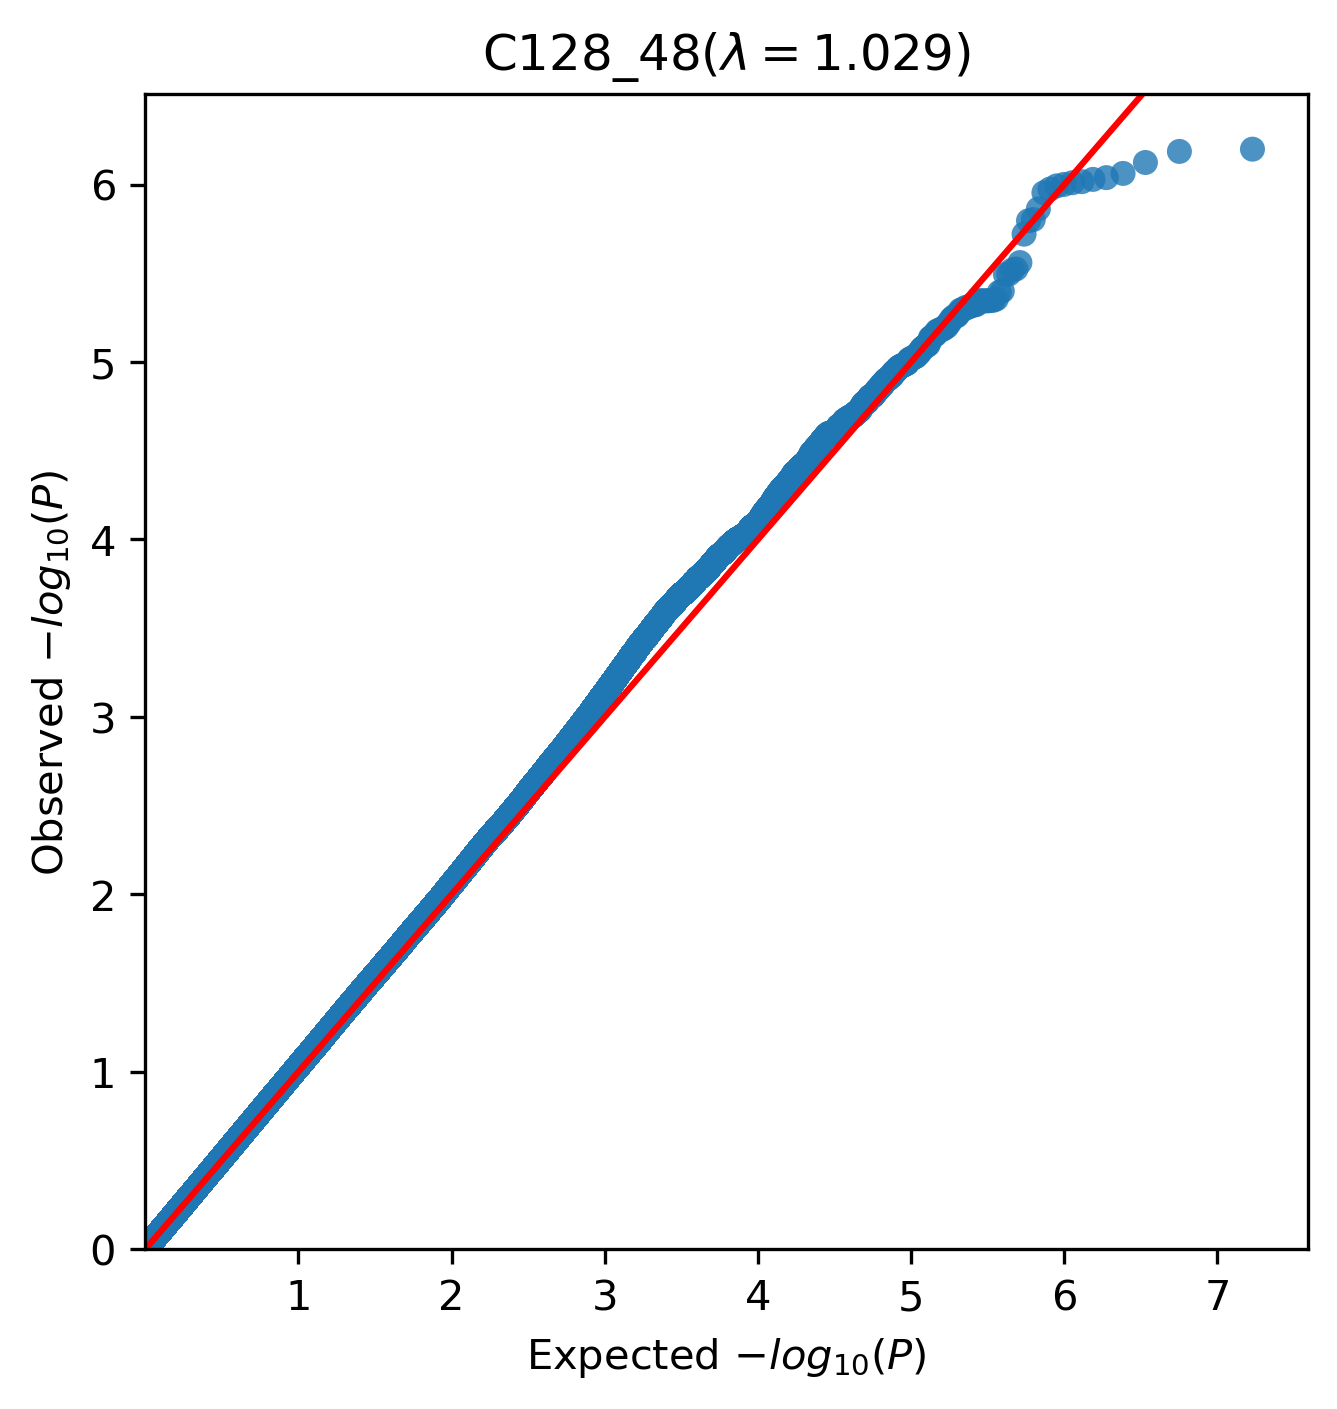 C128_48(λ = 1.029)
Observed −log₁₀(P)
6
5
4
3
2
1
0
1 2 3 4 5 6 7
Expected −log₁₀(P)